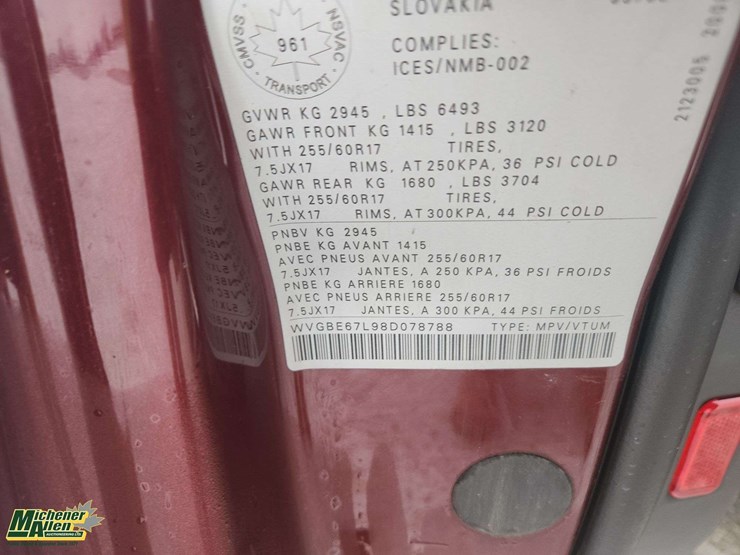 SLOVAKIA
CMVSS
961
NSVAC
TRANSPORT
COMPLIES:
ICES/NMB-002
2123005
GVWR KG 2945 , LBS 6493
GAWR FRONT KG 1415 , LBS 3120
WITH 255/60R17 TIRES,
7.5JX17 RIMS, AT 250KPA, 36 PSI COLD
GAWR REAR KG 1680 , LBS 3704
WITH 255/60R17 TIRES,
7.5JX17 RIMS, AT 300KPA, 44 PSI COLD
PNBV KG 2945
PNBE KG AVANT 1415
AVEC PNEUS AVANT 255/60R17
7.5JX17 JANTES, A 250 KPA, 36 PSI FROIDS
PNBE KG ARRIERE 1680
AVEC PNEUS ARRIERE 255/60R17
7.5JX17 JANTES, A 300 KPA, 44 PSI FROIDS
WVGBE67L98D078788 TYPE: MPV/VTUM
Michener
Allen
AUCTIONEERING LTD